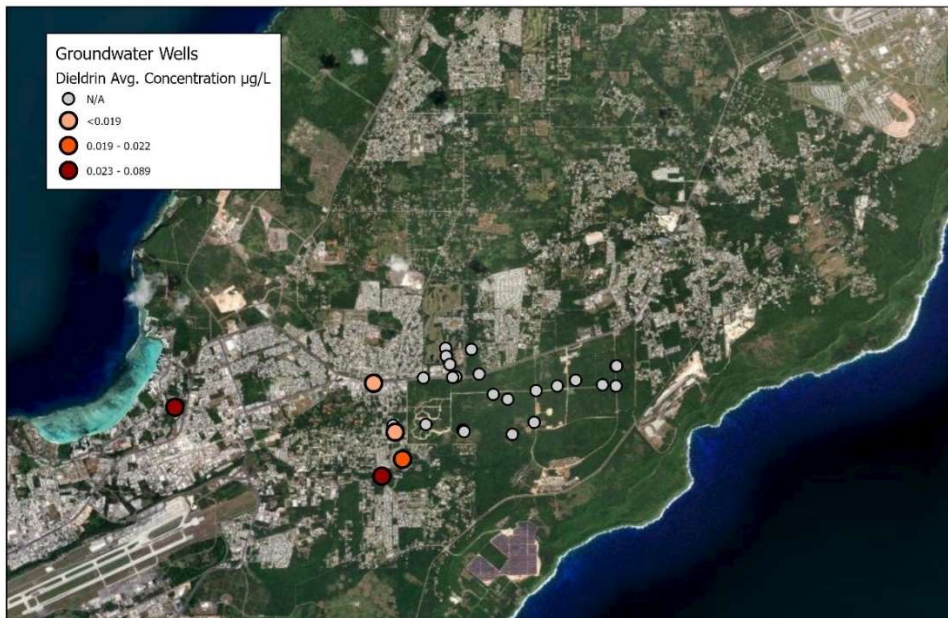 Groundwater Wells
Dieldrin Avg. Concentration µg/L
N/A
<0.019
0.019 - 0.022
0.023 - 0.089